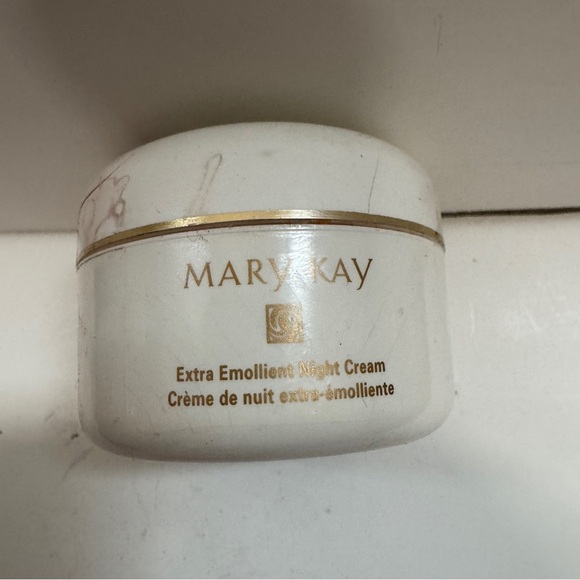 MARY KAY
Extra Emollient Night Cream
Crème de nuit extra-émolliente